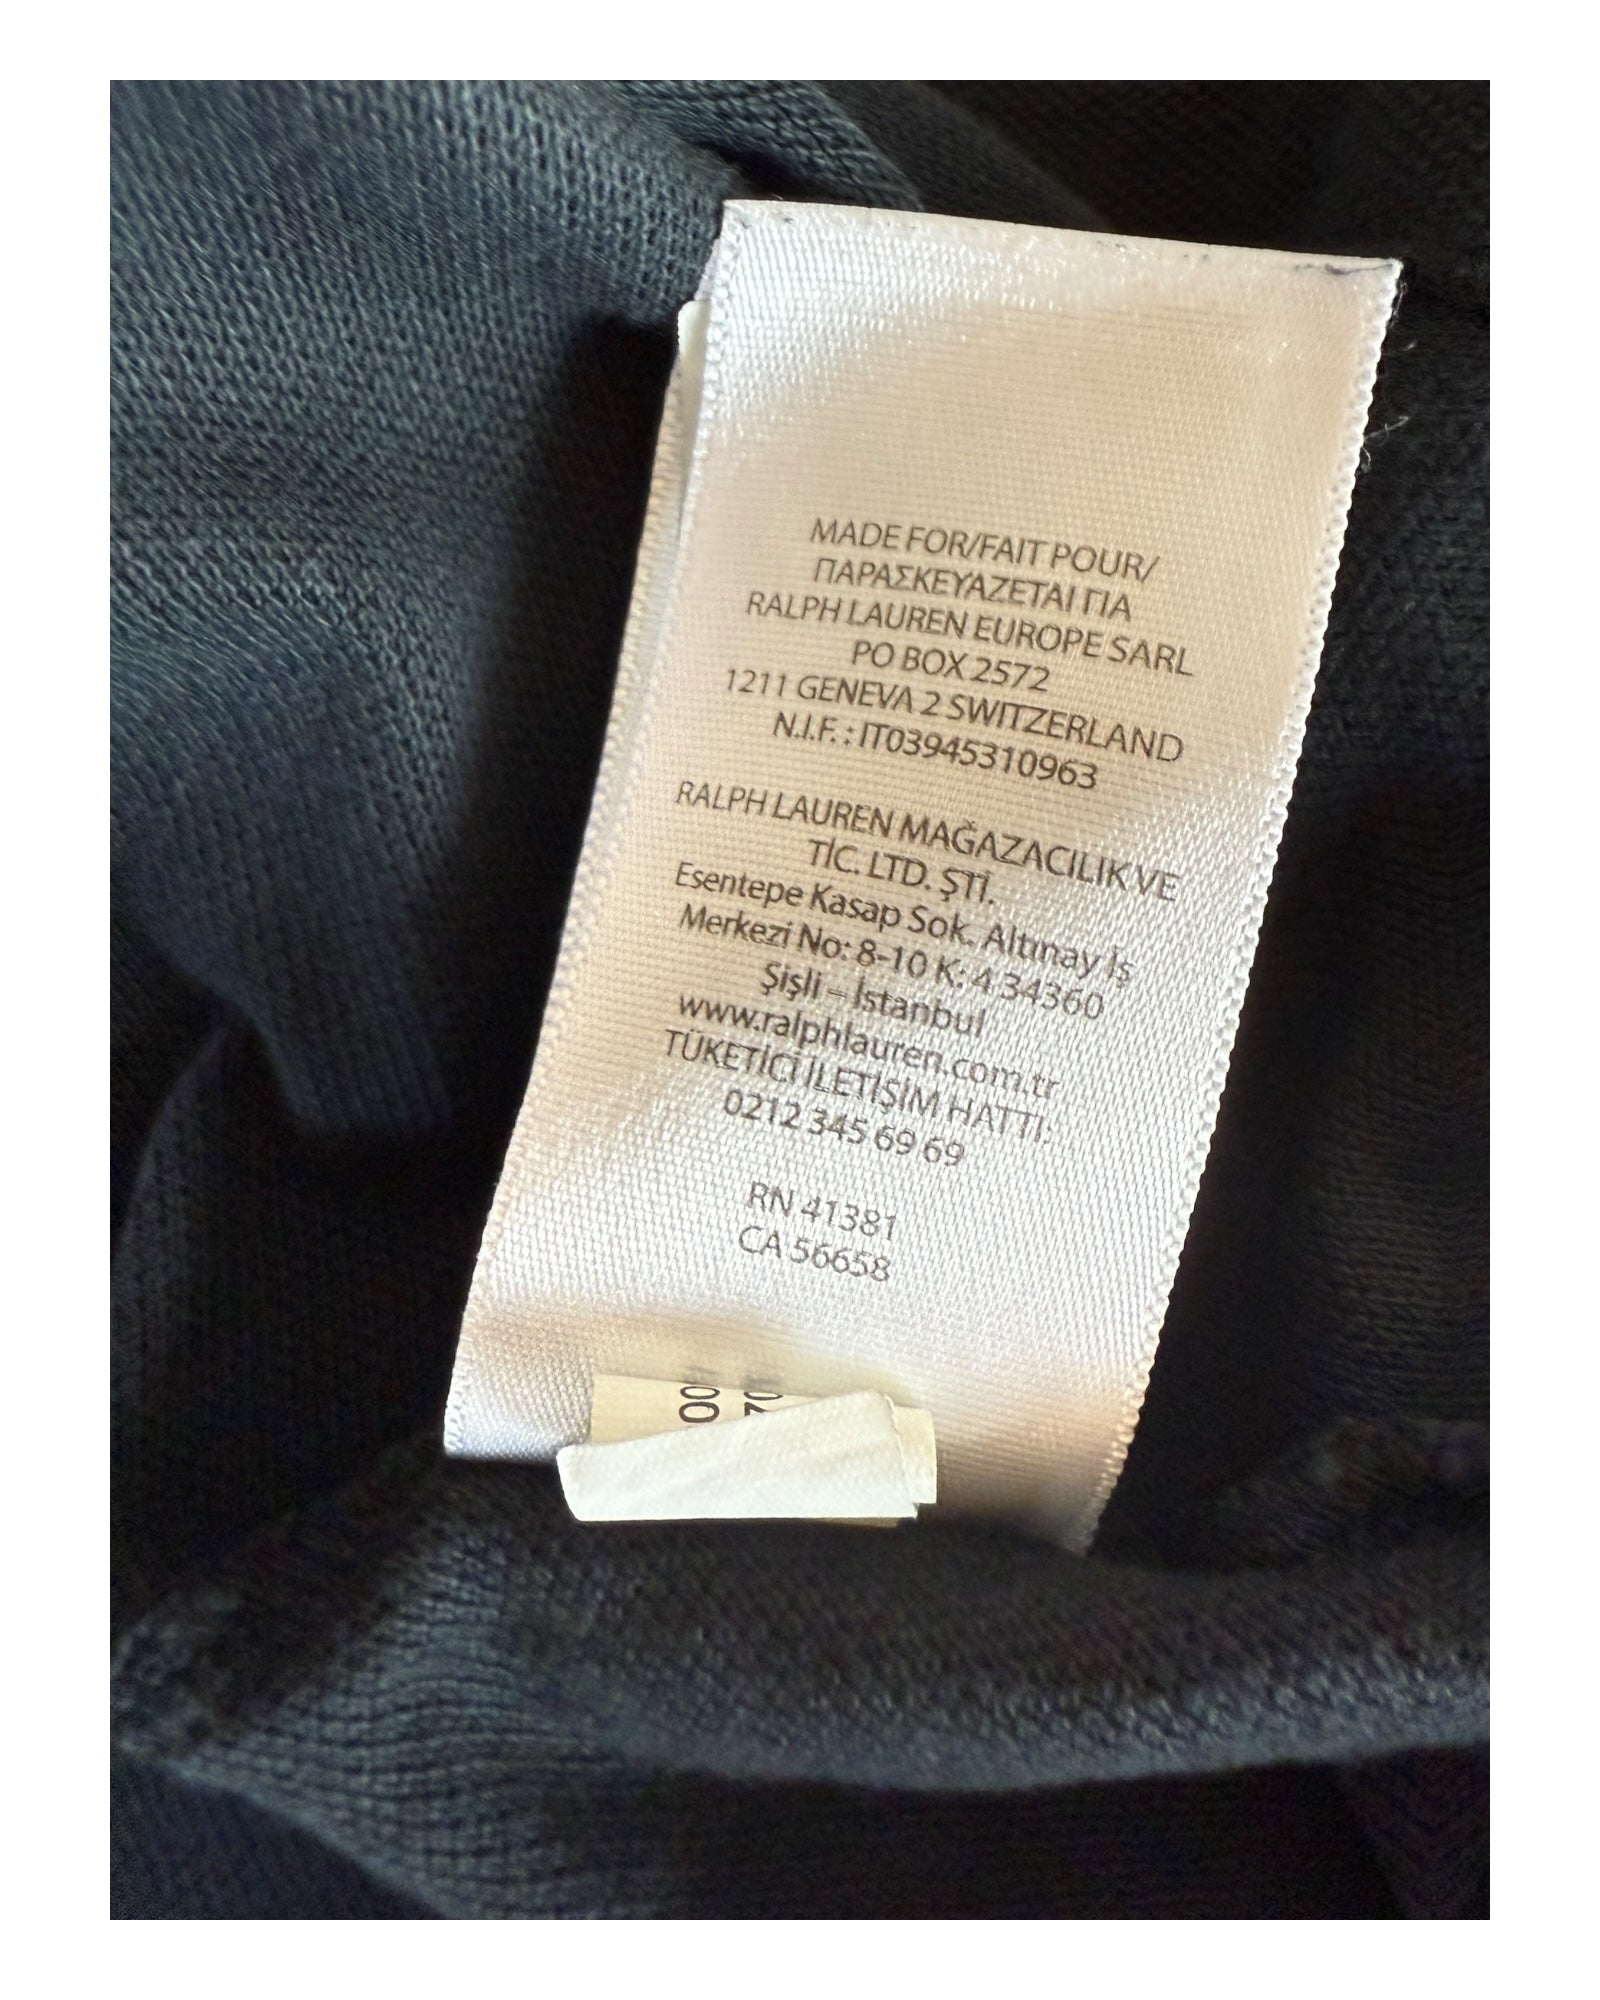 MADE FOR/FAIT POUR/
ΠΑΡΑΣΚΕΥΑΖΕΤΑΙ ΓΙΑ
RALPH LAUREN EUROPE SARL
PO BOX 2572
1211 GENEVA 2 SWITZERLAND
N.I.F. : IT03945310963
RALPH LAUREN MAĞAZACILIK VE
TİC. LTD. ŞTİ.
Esentepe Kasap Sok. Altınay İş
Merkezi No: 8-10 K: 4 34360
Şişli – İstanbul
www.ralphlauren.com.tr
TÜKETİCİ İLETİŞİM HATTI:
0212 345 69 69
RN 41381
CA 56658